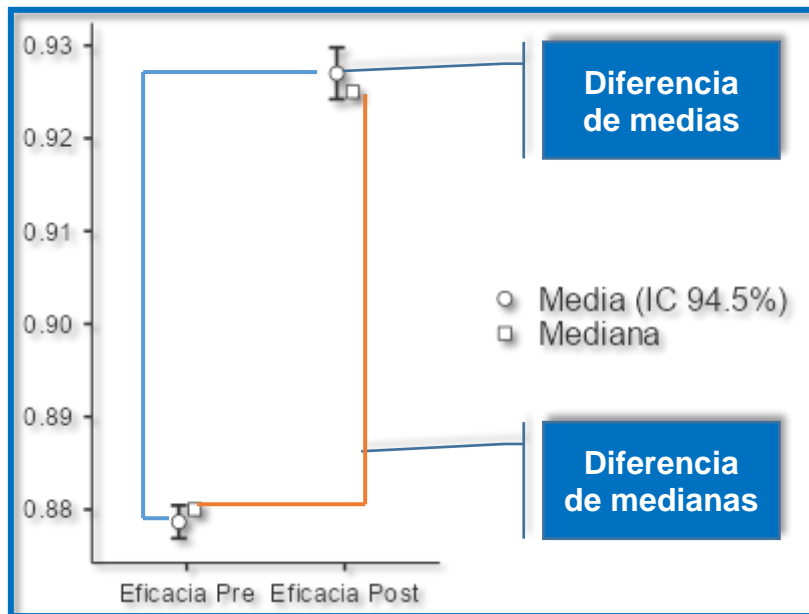 0.93
0.92
0.91
0.90
0.89
0.88
Eficacia Pre Eficacia Post
Diferencia
de medias
Media (IC 94.5%)
Mediana
Diferencia
de medianas